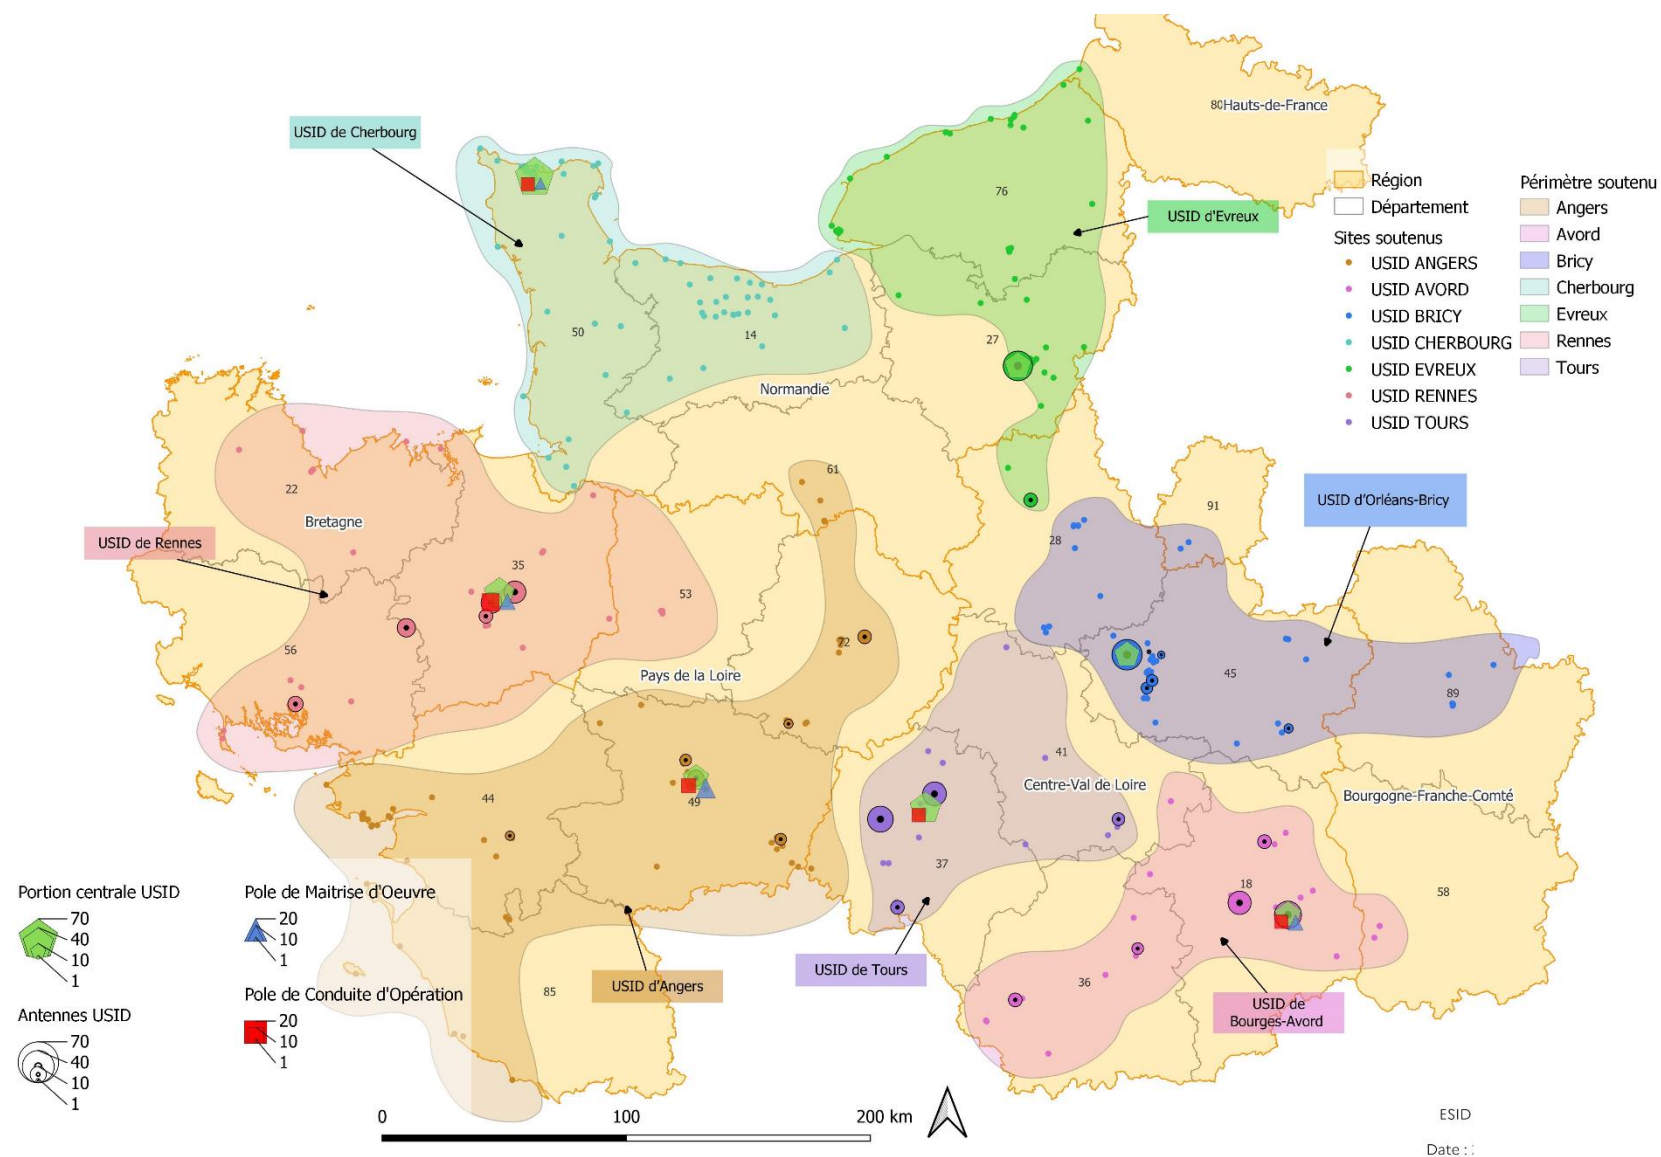 80
Hauts-de-France
USID de Cherbourg
76
USID d'Evreux
50
14
27
Normandie
61
22
Bretagne
USID de Rennes
35
53
28
91
USID d'Orléans-Bricy
56
72
Pays de la Loire
45
89
41
Centre-Val de Loire
Bourgogne-Franche-Comté
44
49
37
18
58
36
85
USID d'Angers
USID de Tours
USID de
Bourges-Avord
Région
Département
Sites soutenus
USID ANGERS
USID AVORD
USID BRICY
USID CHERBOURG
USID EVREUX
USID RENNES
USID TOURS
Périmètre soutenu
Angers
Avord
Bricy
Cherbourg
Evreux
Rennes
Tours
Portion centrale USID
70
40
10
1
Antennes USID
70
40
10
1
Pole de Maitrise d'Oeuvre
20
10
1
Pole de Conduite d'Opération
20
10
1
0 100 200 km
ESID
Date :